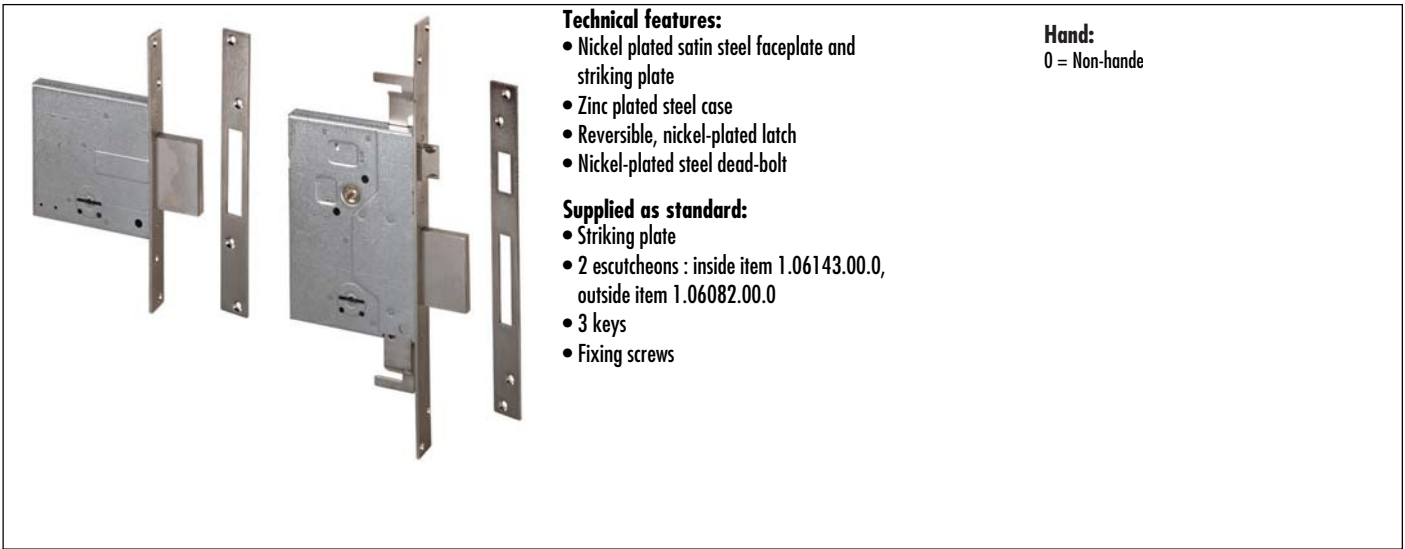 Technical features:
• Nickel plated satin steel faceplate and
striking plate
• Zinc plated steel case
• Reversible, nickel-plated latch
• Nickel-plated steel dead-bolt
Supplied as standard:
• Striking plate
• 2 escutcheons : inside item 1.06143.00.0,
outside item 1.06082.00.0
• 3 keys
• Fixing screws
Hand:
0 = Non-hande